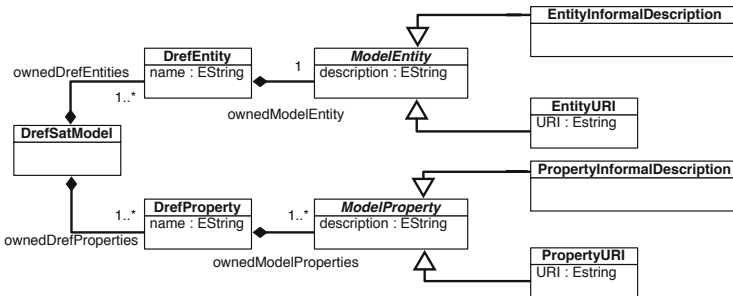 EntityInformalDescription
DrefEntity
name : EString
ModelEntity
description : EString
ownedDrefEntities
1
1..*
ownedModelEntity
EntityURI
URI : Estring
DrefSatModel
PropertyInformalDescription
1..*
DrefProperty
name : EString
1..*
ModelProperty
description : EString
ownedDrefProperties
ownedModelProperties
PropertyURI
URI : Estring